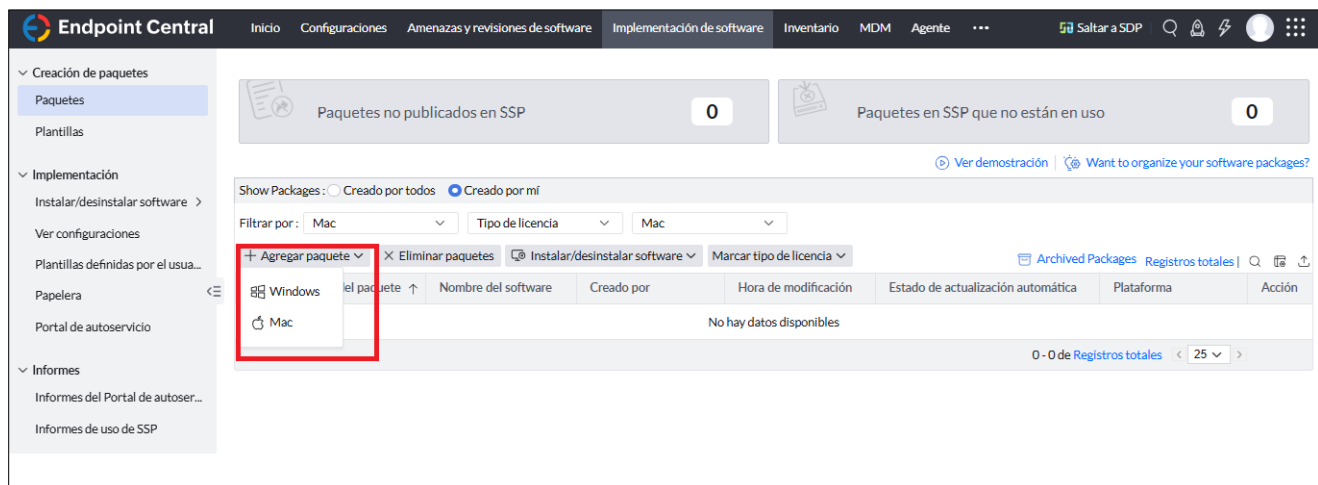 Endpoint Central Inicio Configuraciones Amenazas y revisiones de software Implementación de software Inventario MDM Agente ••• Saltar a SDP
Creación de paquetes
Paquetes
Plantillas
Implementación
Instalar/desinstalar software
Ver configuraciones
Plantillas definidas por el usua...
Papelera
Portal de autoservicio
Informes
Informes del Portal de autoser...
Informes de uso de SSP
Paquetes no publicados en SSP 0
Paquetes en SSP que no están en uso 0
Ver demostración Want to organize your software packages?
Show Packages : Creado por todos Creado por mí
Filtrar por : Mac Tipo de licencia Mac
+ Agregar paquete × Eliminar paquetes Instalar/desinstalar software Marcar tipo de licencia Archived Packages Registros totales |
Windows
Mac
del paquete ↑ Nombre del software Creado por Hora de modificación Estado de actualización automática Plataforma Acción
No hay datos disponibles
0 - 0 de Registros totales < 25 >